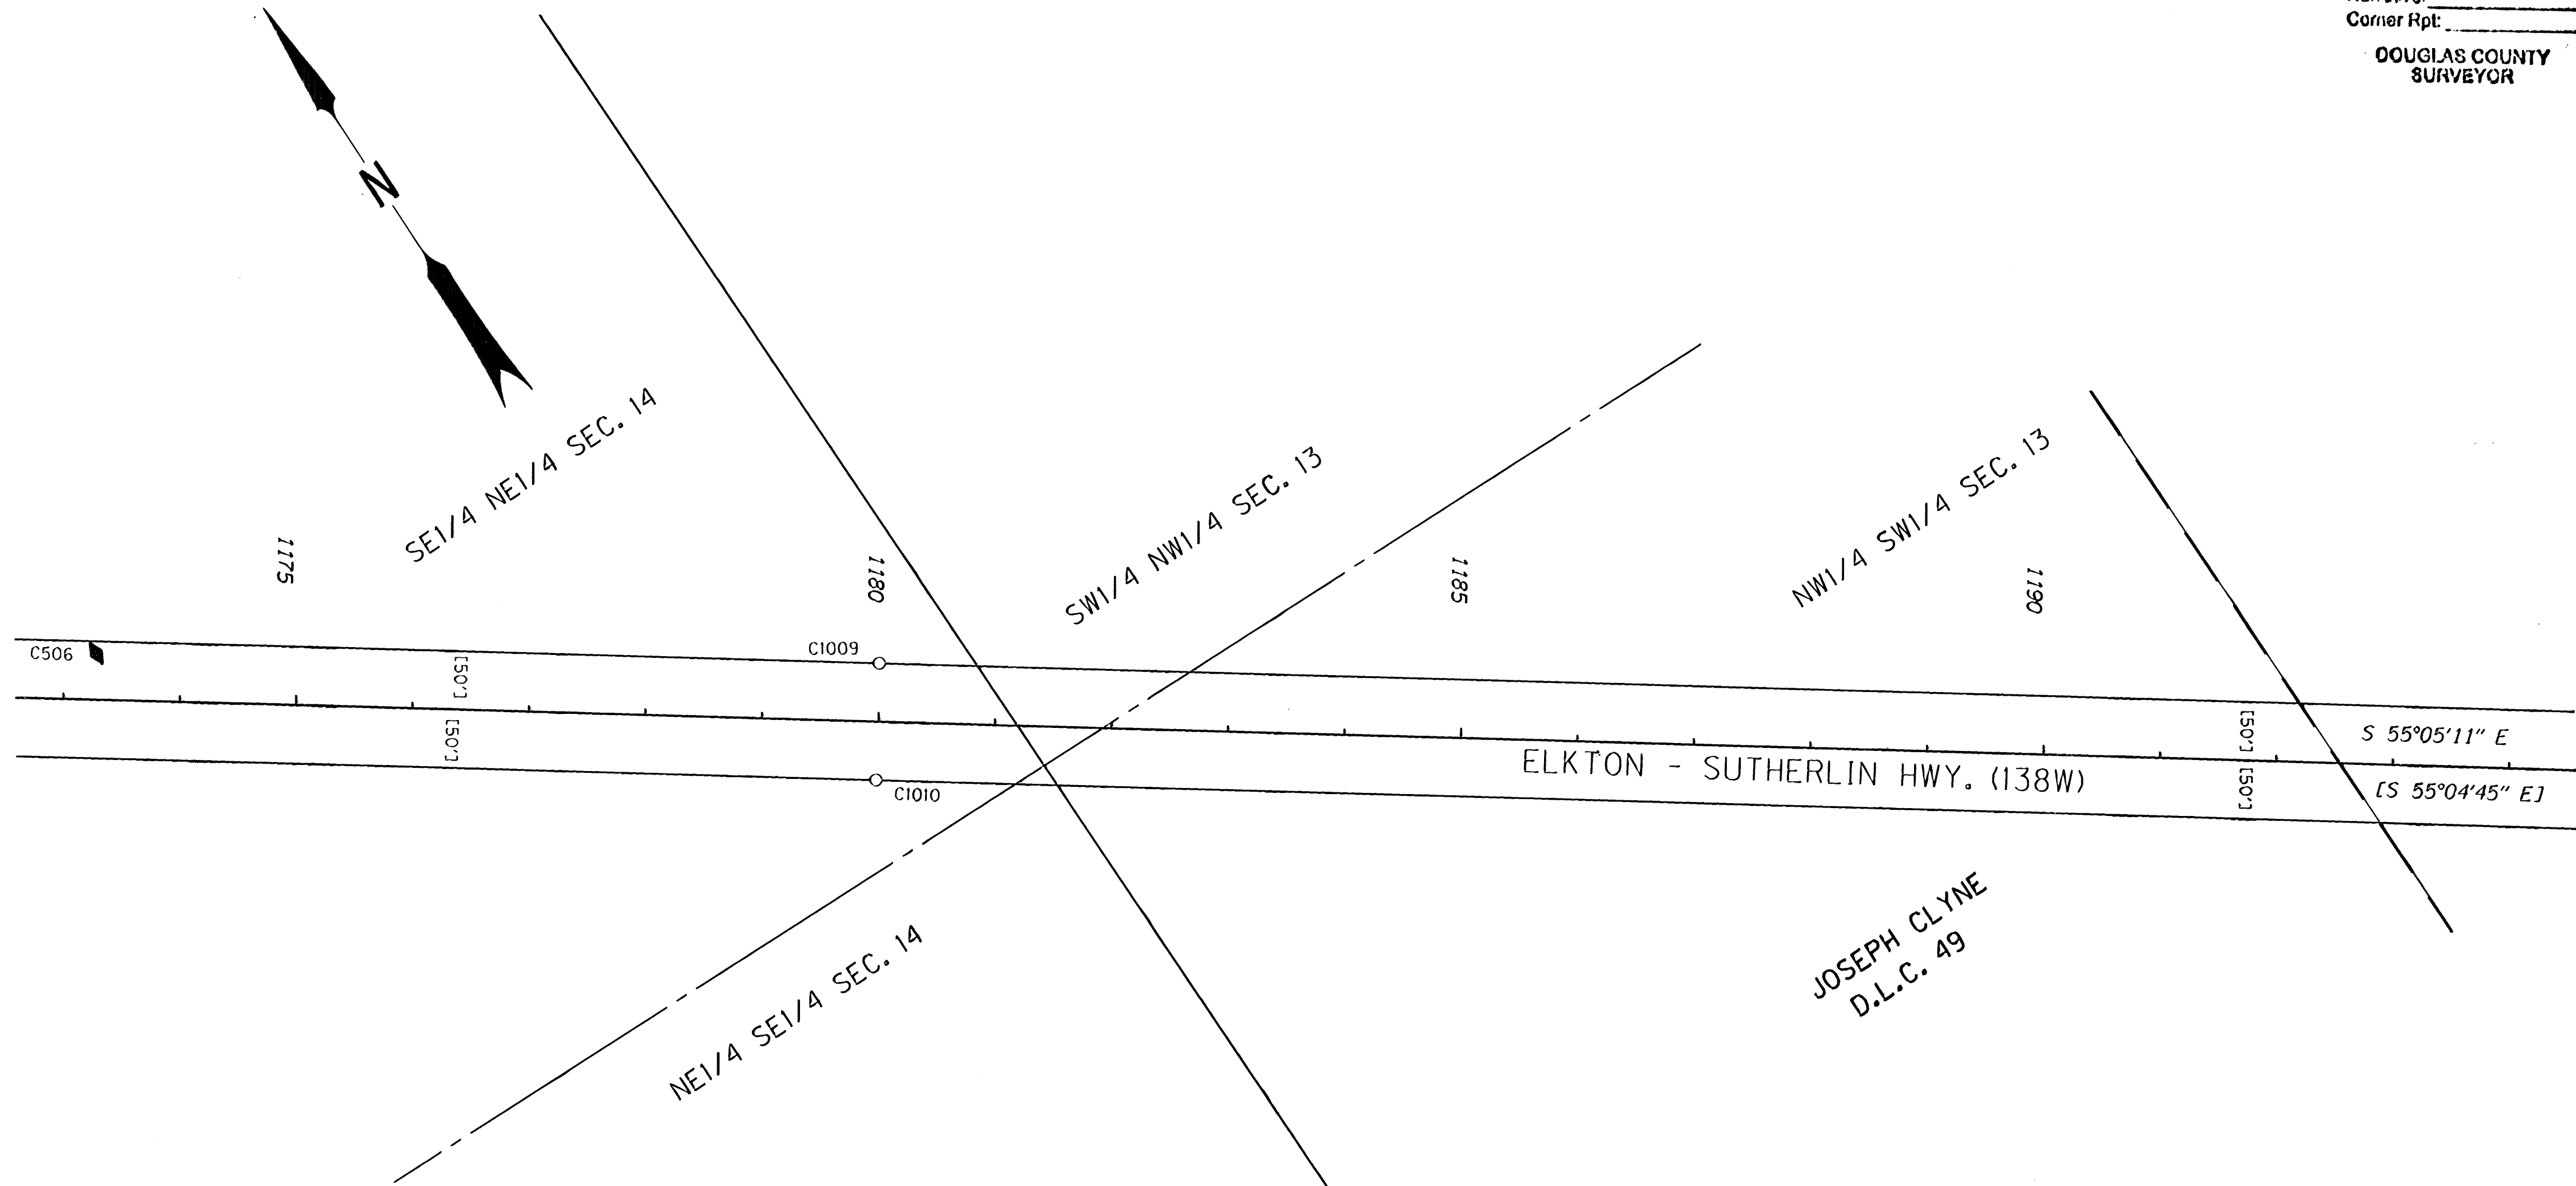 Corner Rpt:
DOUGLAS COUNTY
SURVEYOR
N
SE1/4 NE1/4 SEC. 14
SW1/4 NW1/4 SEC. 13
NW1/4 SW1/4 SEC. 13
1175
1180
1185
1190
C506
[50']
[50']
C1009
C1010
[50']
[50']
S 55°05'11" E
[S 55°04'45" E]
ELKTON - SUTHERLIN HWY. (138W)
NE1/4 SE1/4 SEC. 14
JOSEPH CLYNE
D.L.C. 49